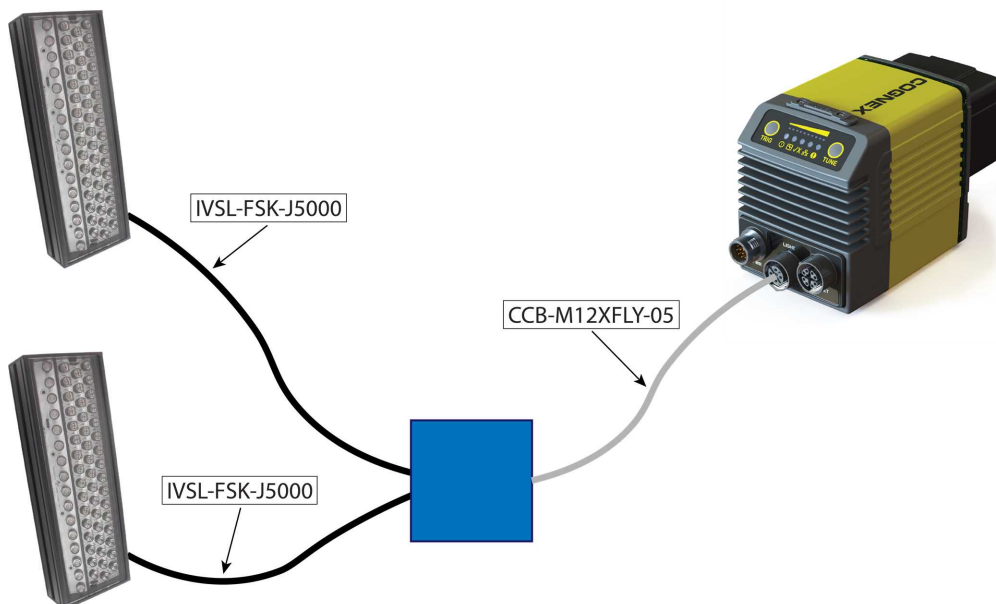 COGNEX
TRIG
TUNE
LIGHT
IVSL-FSK-J5000
CCB-M12XFLY-05
IVSL-FSK-J5000